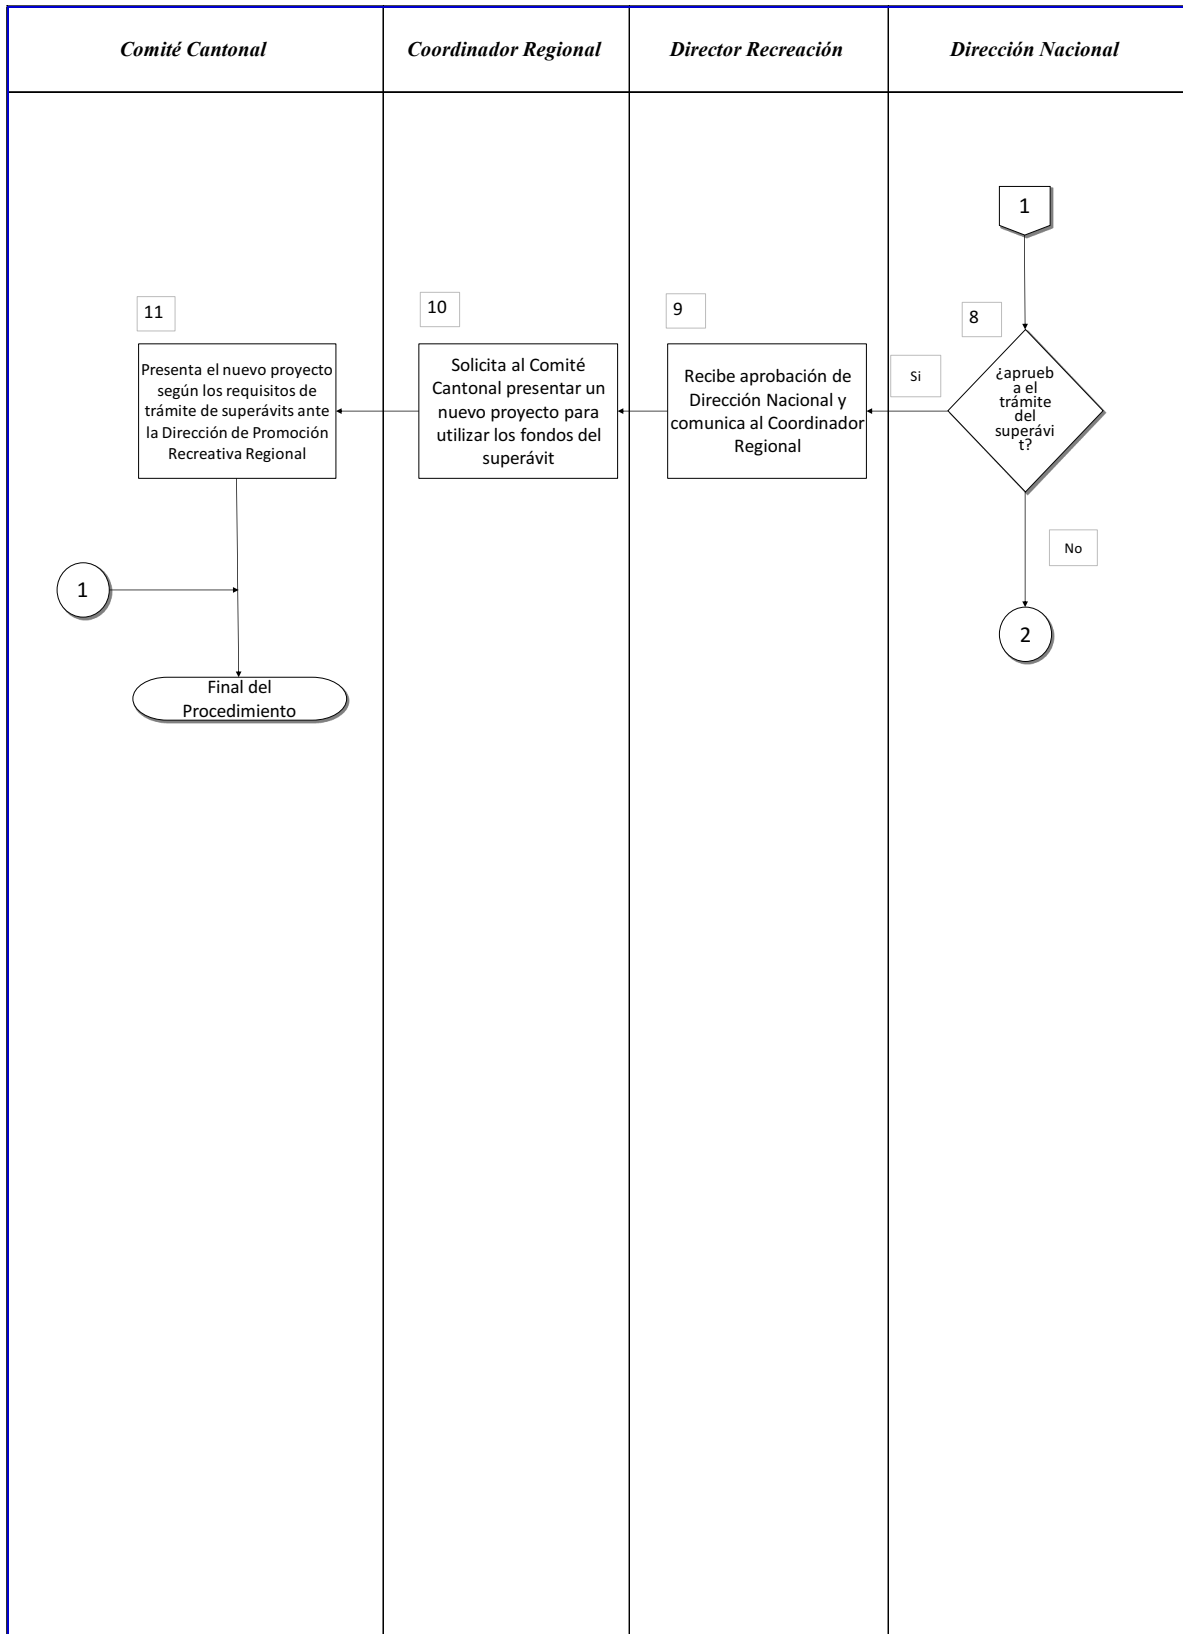 Comité Cantonal
Coordinador Regional
Director Recreación
Dirección Nacional
1
11
10
9
8
Presenta el nuevo proyecto
según los requisitos de
trámite de superávits ante
la Dirección de Promoción
Recreativa Regional
Solicita al Comité
Cantonal presentar un
nuevo proyecto para
utilizar los fondos del
superávit
Recibe aprobación de
Dirección Nacional y
comunica al Coordinador
Regional
Si
¿aprueb
a el
trámite
del
superávi
t?
No
1
2
Final del
Procedimiento